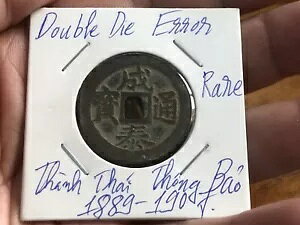 Double Die Error
Rare
成
寶 通
泰
Thành Thái Thông Bảo
1889-1907.